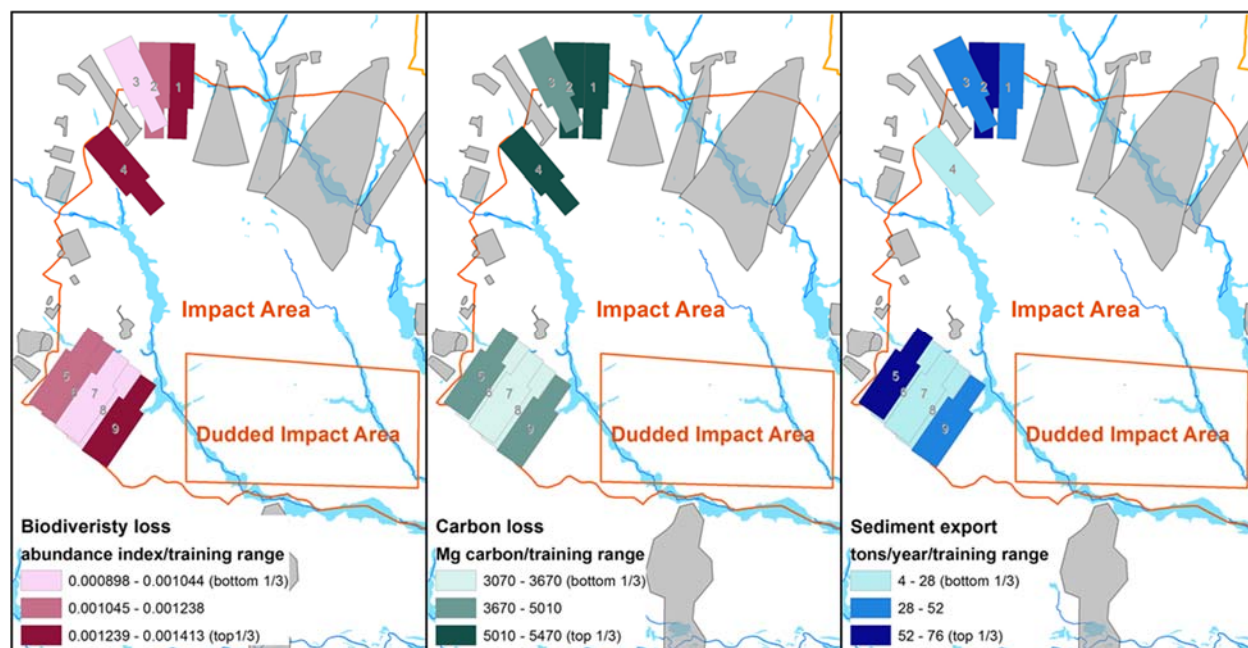 3
2
1
4
Impact Area
5
6
7
8
9
Dudded Impact Area
Biodiveristy loss
abundance index/training range
0.000898 - 0.001044 (bottom 1/3)
0.001045 - 0.001238
0.001239 - 0.001413 (top1/3)
3
2
1
4
Impact Area
5
6
7
8
9
Dudded Impact Area
Carbon loss
Mg carbon/training range
3070 - 3670 (bottom 1/3)
3670 - 5010
5010 - 5470 (top 1/3)
3
2
1
4
Impact Area
5
6
7
8
9
Dudded Impact Area
Sediment export
tons/year/training range
4 - 28 (bottom 1/3)
28 - 52
52 - 76 (top 1/3)